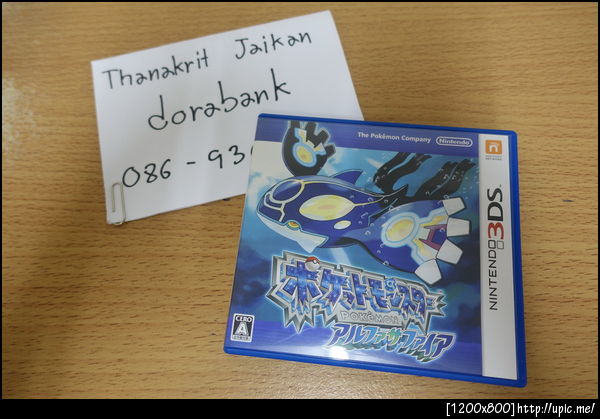 Thanakrit Jaikan
dorabank
086 - 93
The Pokémon Company
Nintendo
NINTENDO 3DS
ポケットモンスター
POKÉMON
アルファサファイア
CERO
A
[1200x800]http://upic.me/